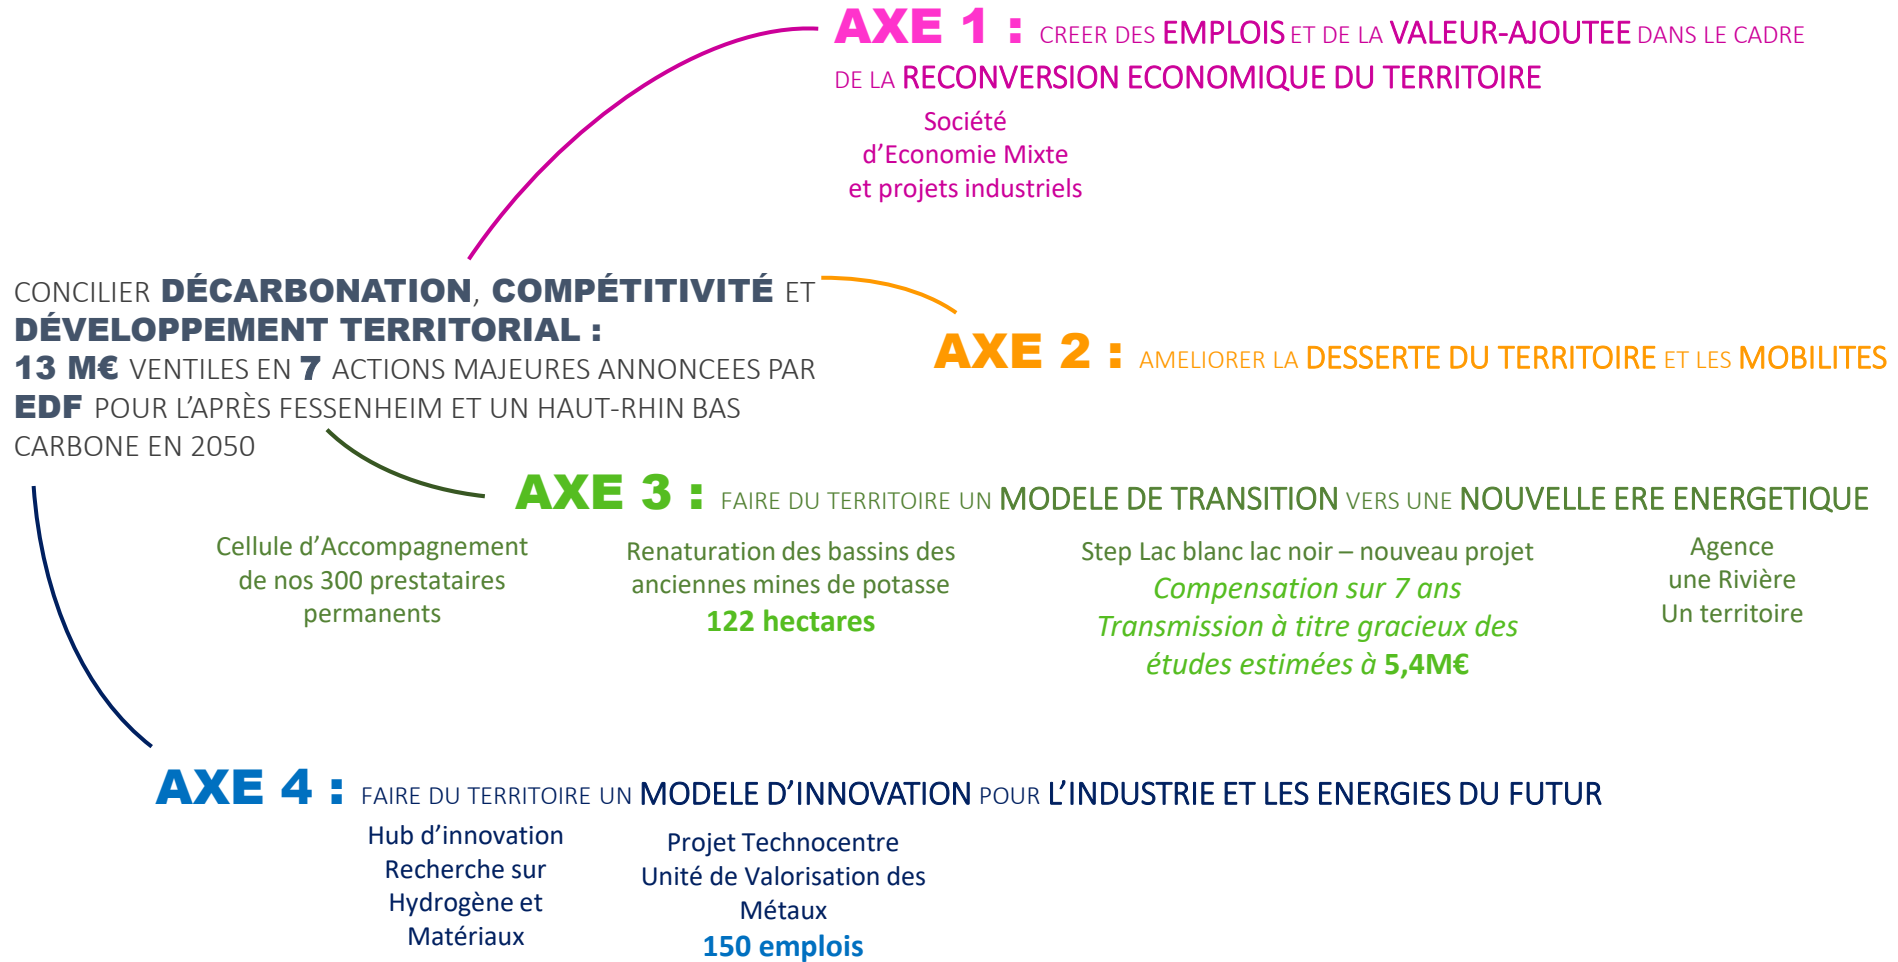 AXE 1 : CREER DES EMPLOIS ET DE LA VALEUR-AJOUTEE DANS LE CADRE
DE LA RECONVERSION ECONOMIQUE DU TERRITOIRE
Société
d’Economie Mixte
et projets industriels
CONCILIER DÉCARBONATION, COMPÉTITIVITÉ ET
DÉVELOPPEMENT TERRITORIAL :
13 M€ VENTILES EN 7 ACTIONS MAJEURES ANNONCEES PAR
EDF POUR L’APRÈS FESSENHEIM ET UN HAUT-RHIN BAS
CARBONE EN 2050
AXE 2 : AMELIORER LA DESSERTE DU TERRITOIRE ET LES MOBILITES
AXE 3 : FAIRE DU TERRITOIRE UN MODELE DE TRANSITION VERS UNE NOUVELLE ERE ENERGETIQUE
Cellule d’Accompagnement
de nos 300 prestataires
permanents
Renaturation des bassins des
anciennes mines de potasse
122 hectares
Step Lac blanc lac noir – nouveau projet
Compensation sur 7 ans
Transmission à titre gracieux des
études estimées à 5,4M€
Agence
une Rivière
Un territoire
AXE 4 : FAIRE DU TERRITOIRE UN MODELE D’INNOVATION POUR L’INDUSTRIE ET LES ENERGIES DU FUTUR
Hub d’innovation
Recherche sur
Hydrogène et
Matériaux
Projet Technocentre
Unité de Valorisation des
Métaux
150 emplois